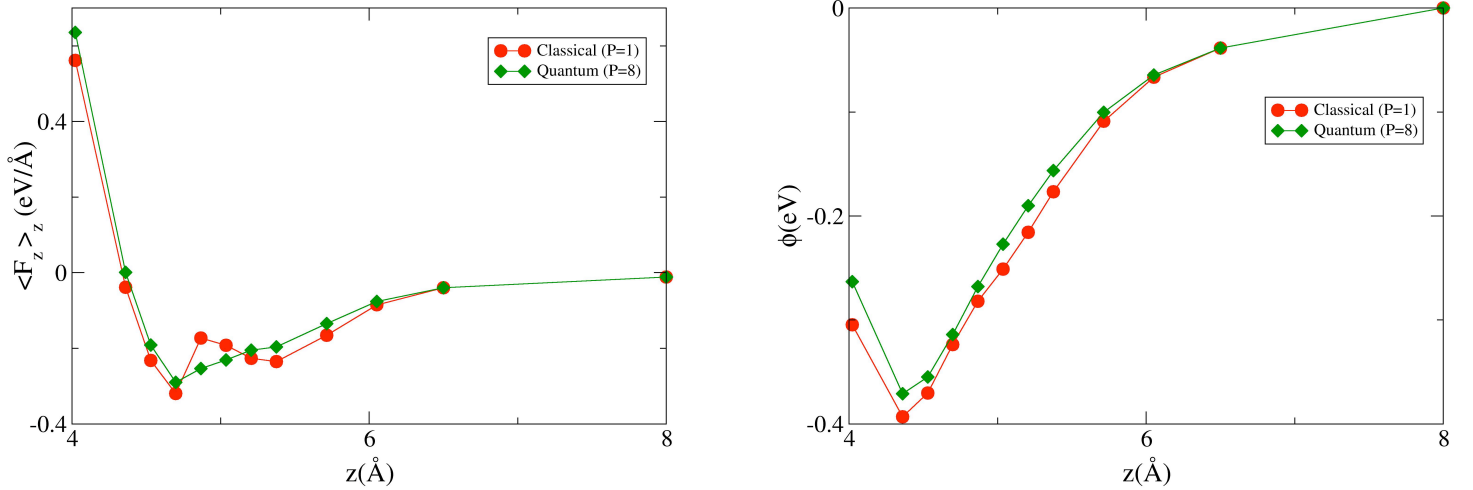 <F_z>_z (eV/Å)
0.4
0
-0.4
4
6
8
z(Å)
Classical (P=1)
Quantum (P=8)
ϕ(eV)
0
-0.2
-0.4
4
6
8
z(Å)
Classical (P=1)
Quantum (P=8)